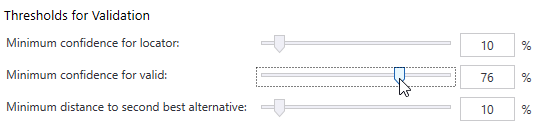 Thresholds for Validation
Minimum confidence for locator: 10 %
Minimum confidence for valid: 76 %
Minimum distance to second best alternative: 10 %